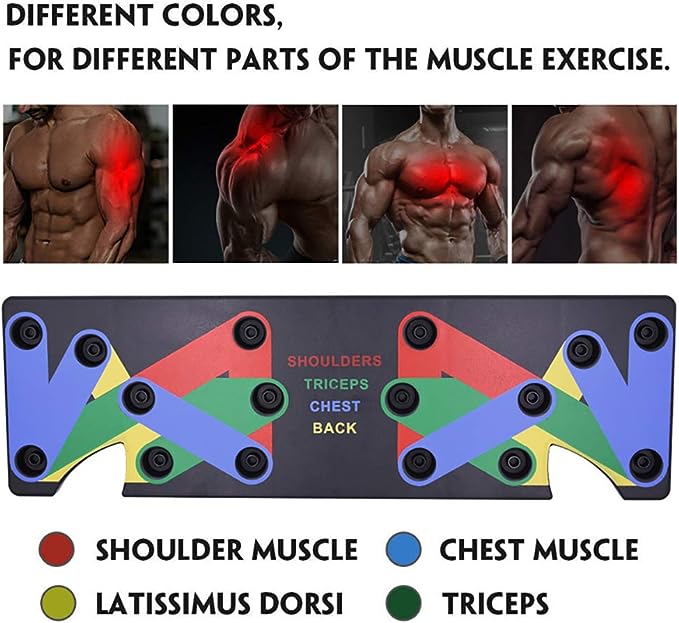 DIFFERENT COLORS,
FOR DIFFERENT PARTS OF THE MUSCLE EXERCISE.
SHOULDERS
TRICEPS
CHEST
BACK
SHOULDER MUSCLE
CHEST MUSCLE
LATISSIMUS DORSI
TRICEPS